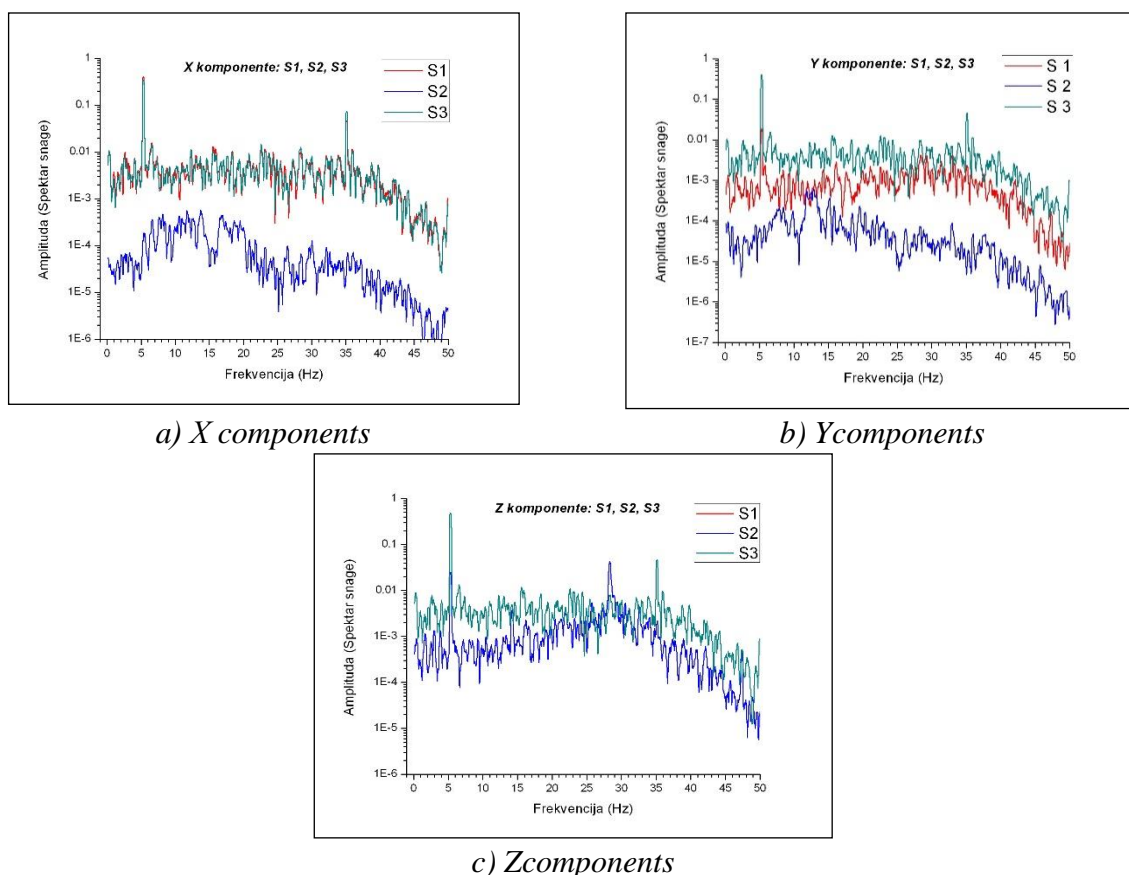 X komponente: S1, S2, S3
S1
S2
S3
Amplituda (Spektar snage)
1
0.1
0.01
1E-3
1E-4
1E-5
1E-6
0 5 10 15 20 25 30 35 40 45 50
Frekvencija (Hz)
a) X components
Y komponente: S1, S2, S3
S 1
S 2
S 3
Amplituda (Spektar snage)
1
0.1
0.01
1E-3
1E-4
1E-5
1E-6
1E-7
0 5 10 15 20 25 30 35 40 45 50
Frekvencija (Hz)
b) Ycomponents
Z komponente: S1, S2, S3
S1
S2
S3
Amplituda (Spektar snage)
1
0.1
0.01
1E-3
1E-4
1E-5
1E-6
0 5 10 15 20 25 30 35 40 45 50
Frekvencija (Hz)
c) Zcomponents